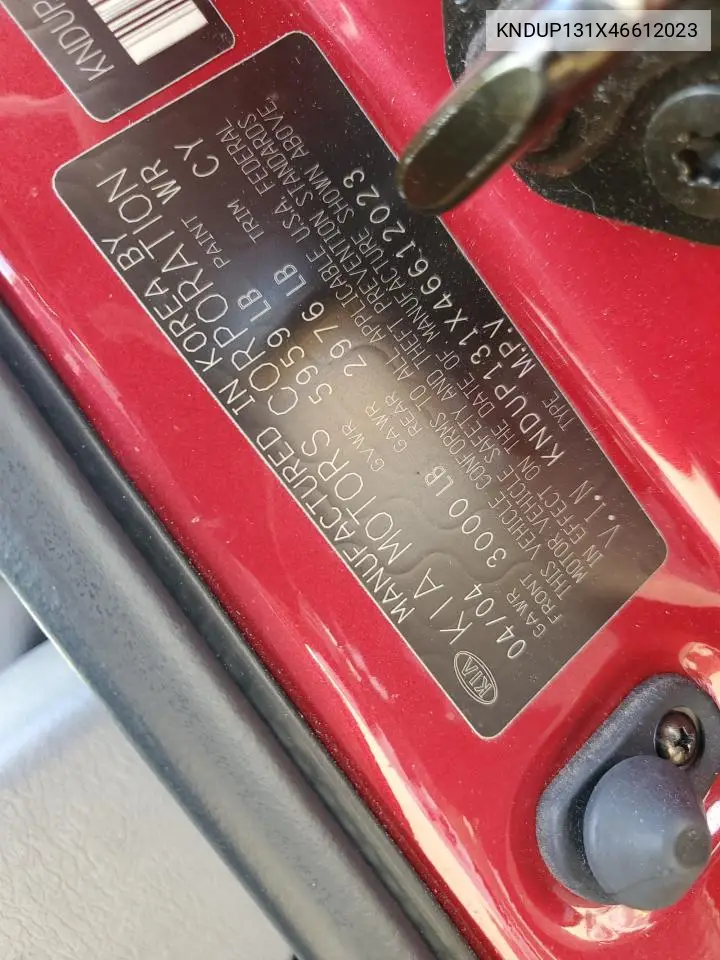 KNDUP131X46612023
KNDUP
MANUFACTURED IN KOREA BY
KIA MOTORS CORPORATION
KIA
04/04 GVWR 5959 LB PAINT WR
3000 LB GAWR 2976 LB TRIM CY
GAWR REAR
FRONT
THIS VEHICLE CONFORMS TO ALL APPLICABLE U.S.A. FEDERAL
MOTOR VEHICLE SAFETY AND THEFT PREVENTION STANDARDS
IN EFFECT ON THE DATE OF MANUFACTURE SHOWN ABOVE.
V.I.N KNDUP131X46612023
TYPE M.P.V